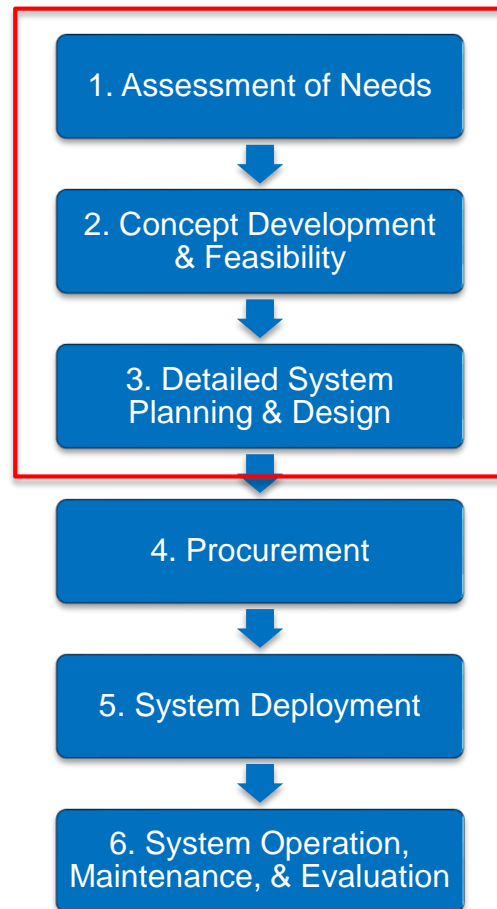 1. Assessment of Needs
2. Concept Development
& Feasibility
3. Detailed System
Planning & Design
4. Procurement
5. System Deployment
6. System Operation,
Maintenance, & Evaluation